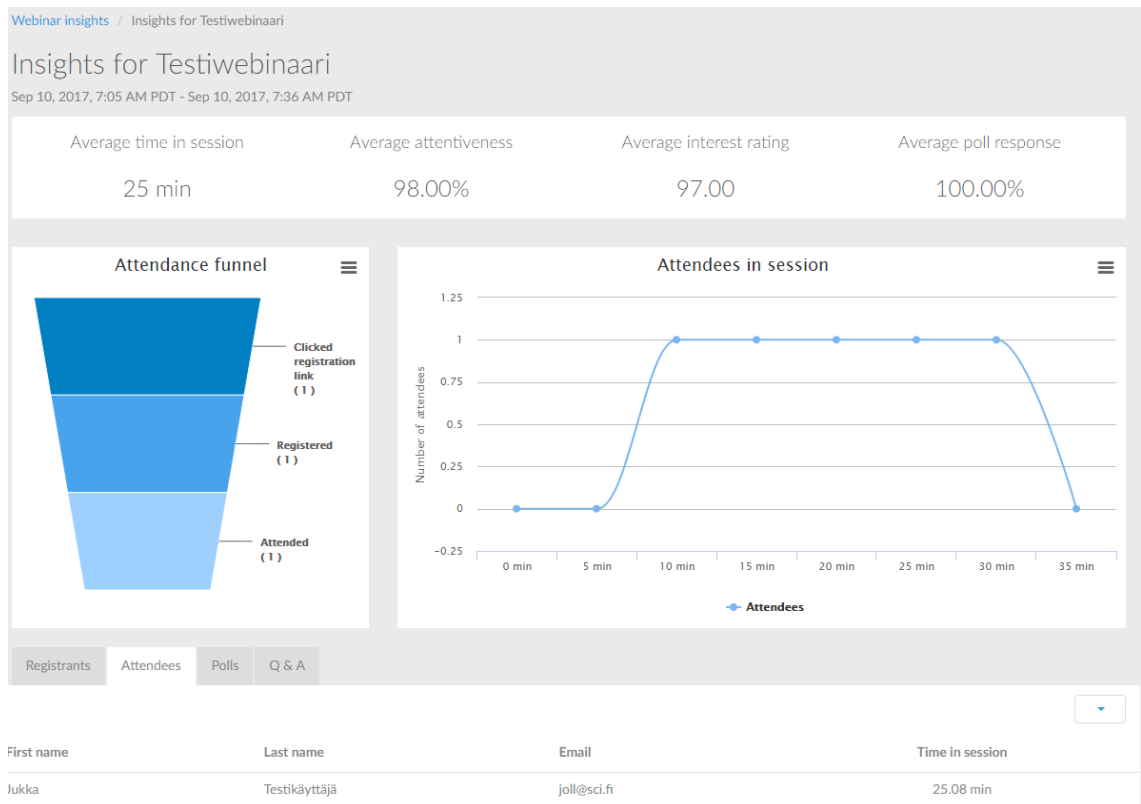 Webinar insights / Insights for Testiwebinaari
Insights for Testiwebinaari
Sep 10, 2017, 7:05 AM PDT - Sep 10, 2017, 7:36 AM PDT
Average time in session
25 min
Average attentiveness
98.00%
Average interest rating
97.00
Average poll response
100.00%
Attendance funnel
Clicked
registration
link
( 1 )
Registered
( 1 )
Attended
( 1 )
Attendees in session
Number of attendees
1.25
1
0.75
0.5
0.25
0
-0.25
0 min 5 min 10 min 15 min 20 min 25 min 30 min 35 min
Attendees
Registrants Attendees Polls Q & A
First name Last name Email Time in session
Jukka Testikäyttäjä joll@sci.fi 25.08 min